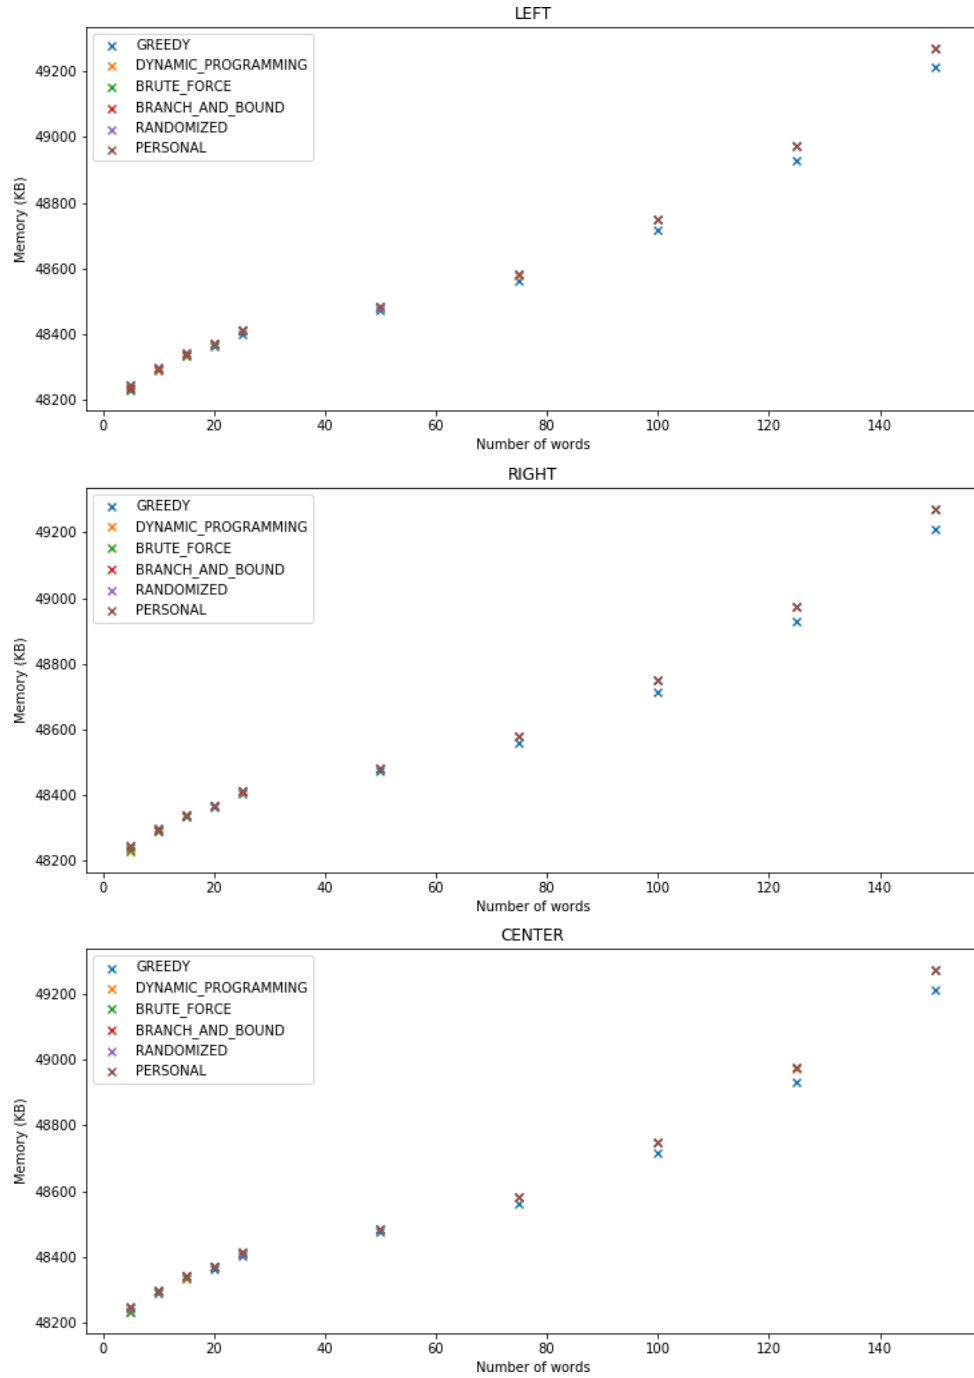 LEFT
GREEDY
DYNAMIC_PROGRAMMING
BRUTE_FORCE
BRANCH_AND_BOUND
RANDOMIZED
PERSONAL
49200
49000
48800
48600
48400
48200
Memory (KB)
0 20 40 60 80 100 120 140
Number of words
RIGHT
GREEDY
DYNAMIC_PROGRAMMING
BRUTE_FORCE
BRANCH_AND_BOUND
RANDOMIZED
PERSONAL
49200
49000
48800
48600
48400
48200
Memory (KB)
0 20 40 60 80 100 120 140
Number of words
CENTER
GREEDY
DYNAMIC_PROGRAMMING
BRUTE_FORCE
BRANCH_AND_BOUND
RANDOMIZED
PERSONAL
49200
49000
48800
48600
48400
48200
Memory (KB)
0 20 40 60 80 100 120 140
Number of words